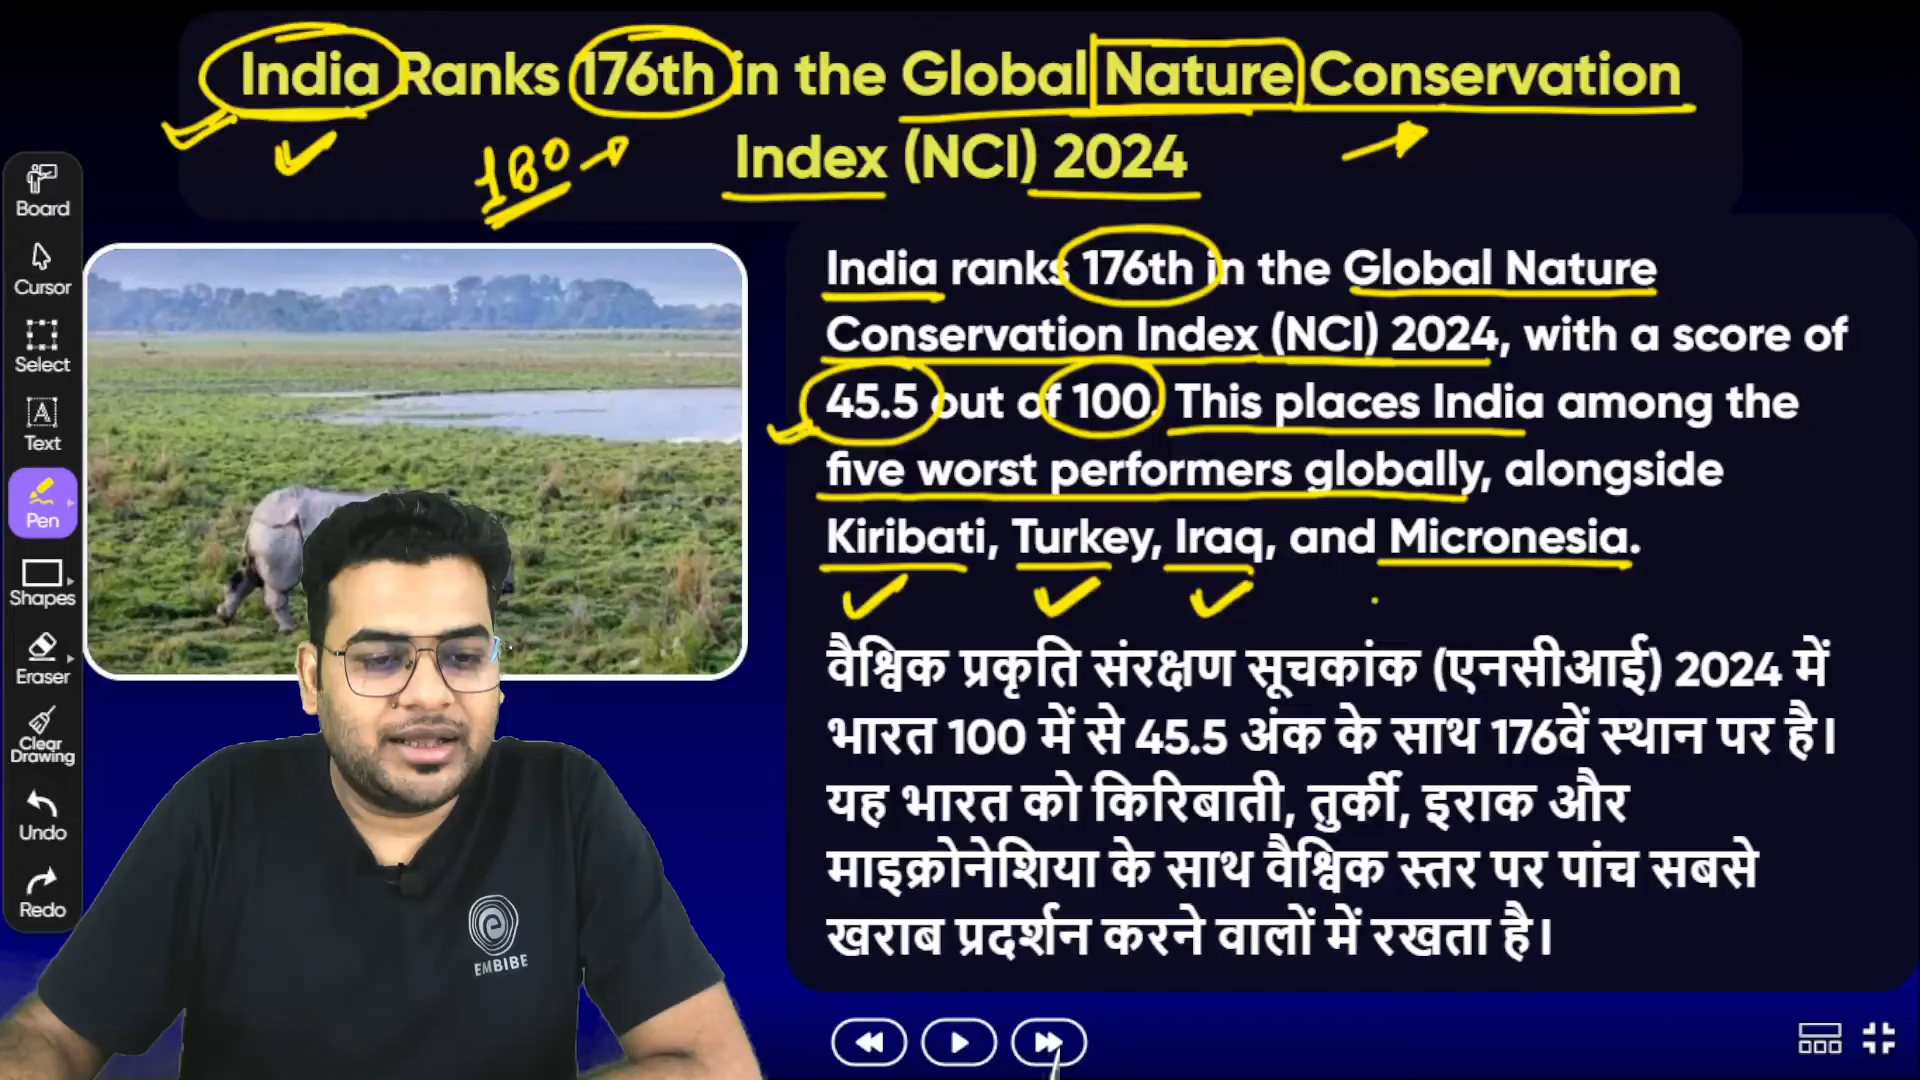 India Ranks 176th in the Global Nature Conservation
Index (NCI) 2024
180
Board
Cursor
Select
Text
Pen
Shapes
Eraser
Clear
Drawing
Undo
Redo
India ranks 176th in the Global Nature
Conservation Index (NCI) 2024, with a score of
45.5 out of 100. This places India among the
five worst performers globally, alongside
Kiribati, Turkey, Iraq, and Micronesia.
वैश्विक प्रकृति संरक्षण सूचकांक (एनसीआई) 2024 में
भारत 100 में से 45.5 अंक के साथ 176वें स्थान पर है।
यह भारत को किरिबाती, तुर्की, इराक और
माइक्रोनेशिया के साथ वैश्विक स्तर पर पांच सबसे
खराब प्रदर्शन करने वालों में रखता है।
e
EMBIBE